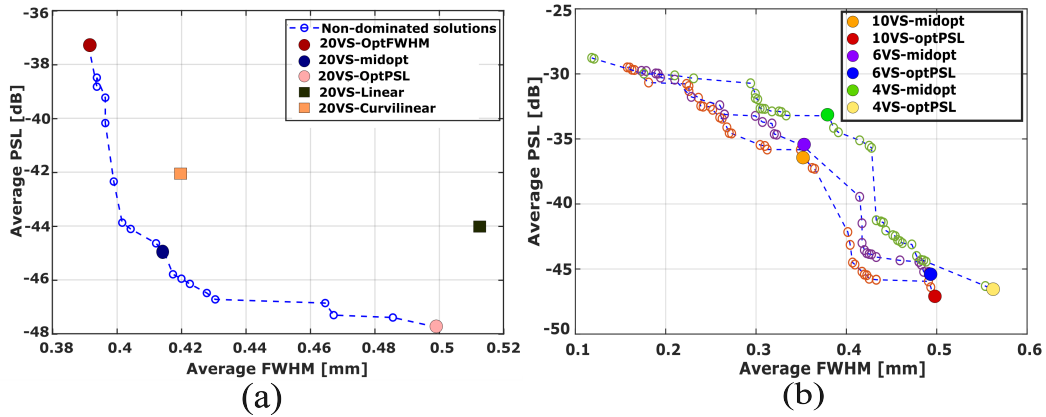 Non-dominated solutions
20VS-OptFWHM
20VS-midopt
20VS-OptPSL
20VS-Linear
20VS-Curvilinear
Average PSL [dB]
-36
-38
-40
-42
-44
-46
-48
0.38 0.4 0.42 0.44 0.46 0.48 0.5 0.52
Average FWHM [mm]
(a)
10VS-midopt
10VS-optPSL
6VS-midopt
6VS-optPSL
4VS-midopt
4VS-optPSL
Average PSL [dB]
-25
-30
-35
-40
-45
-50
0.1 0.2 0.3 0.4 0.5 0.6
Average FWHM [mm]
(b)